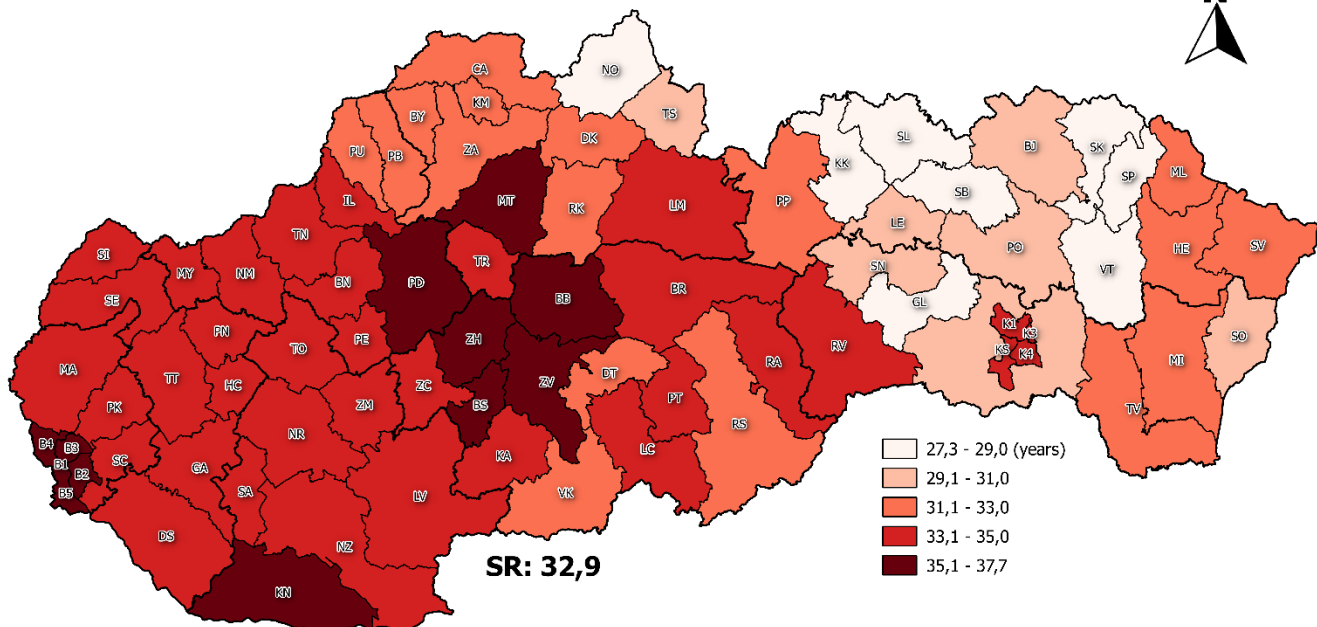 NO
CA
KM
TS
BY
DK
PU
PB
ZA
SL
BJ
SK
KK
SP
ML
IL
MT
RK
LM
PP
SB
LE
PO
HE
SV
TN
SI
MY
NM
BN
PD
TR
BB
BR
SN
VT
GL
SE
PN
TO
PE
ZH
RV
K1
K3
KS
K4
MI
SO
MA
TT
HC
ZC
ZV
DT
RA
PK
ZM
BS
PT
RS
TV
B4
B3
B1
B2
B5
SC
GA
NR
SA
LV
KA
LC
VK
DS
NZ
KN
27,3 - 29,0 (years)
29,1 - 31,0
31,1 - 33,0
33,1 - 35,0
35,1 - 37,7
SR: 32,9